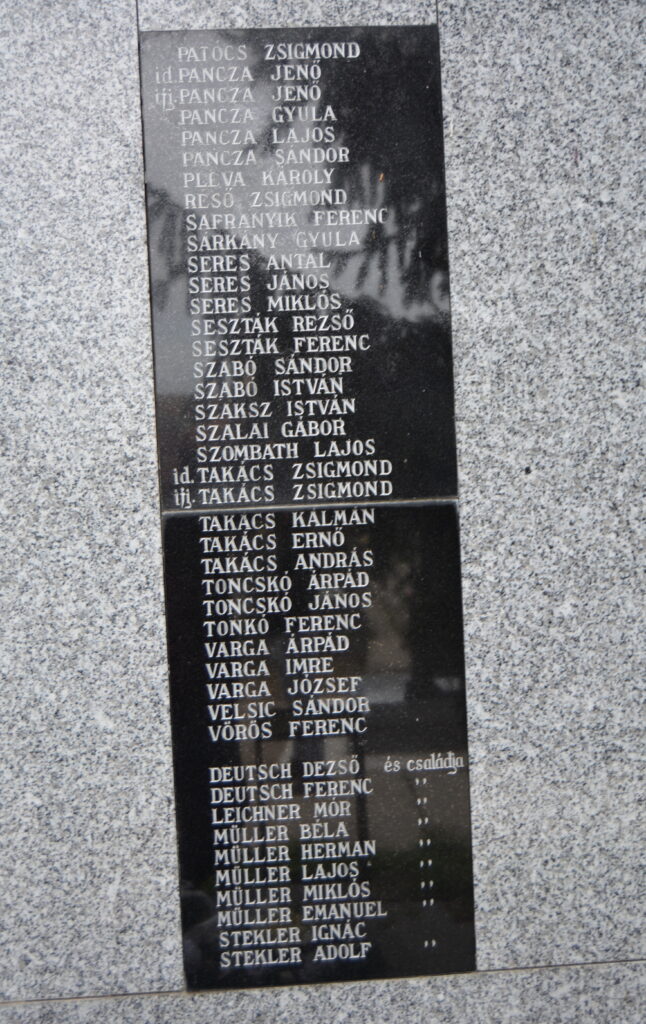 PATÓCS ZSIGMOND
id. PANCZA JENŐ
ifj. PANCZA JENŐ
PANCZA GYULA
PANCZA LAJOS
PANCZA SÁNDOR
PLEVA KÁROLY
RESŐ ZSIGMOND
SAFRANYIK FERENC
SÁRKÁNY GYULA
SERES ANTAL
SERES JÁNOS
SERES MIKLÓS
SESZTÁK REZSŐ
SESZTÁK FERENC
SZABÓ SÁNDOR
SZABÓ ISTVÁN
SZAKSZ ISTVÁN
SZALAI GÁBOR
SZOMBATH LAJOS
id. TAKÁCS ZSIGMOND
ifj. TAKÁCS ZSIGMOND
TAKÁCS KÁLMÁN
TAKÁCS ERNŐ
TAKÁCS ANDRÁS
TONCSKÓ ÁRPÁD
TONCSKÓ JÁNOS
TONKÓ FERENC
VARGA ÁRPÁD
VARGA IMRE
VARGA JÓZSEF
VELSIC SÁNDOR
VÖRÖS FERENC
DEUTSCH DEZSŐ és családja
DEUTSCH FERENC ,,
LEICHNER MÓR ,,
MÜLLER BÉLA ,,
MÜLLER HERMAN ,,
MÜLLER LAJOS ,,
MÜLLER MIKLÓS ,,
MÜLLER EMANUEL ,,
STEKLER IGNÁC
STEKLER ADOLF ,,